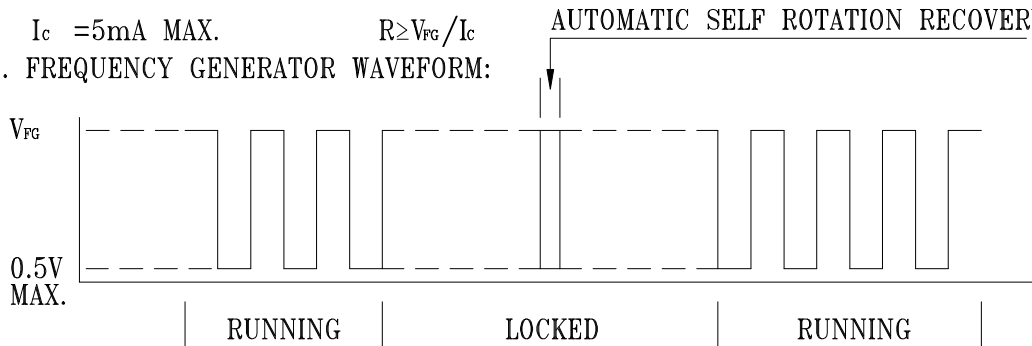 AUTOMATIC SELF ROTATION RECOVER
Ic =5mA MAX. R≥VFG/Ic
. FREQUENCY GENERATOR WAVEFORM:
VFG
0.5V
MAX.
RUNNING LOCKED RUNNING